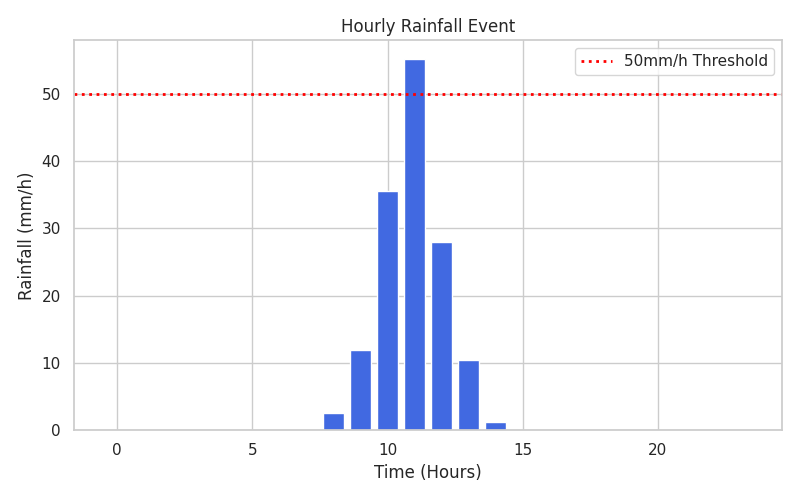 Hourly Rainfall Event
50mm/h Threshold
Rainfall (mm/h)
50
40
30
20
10
0
0 5 10 15 20
Time (Hours)